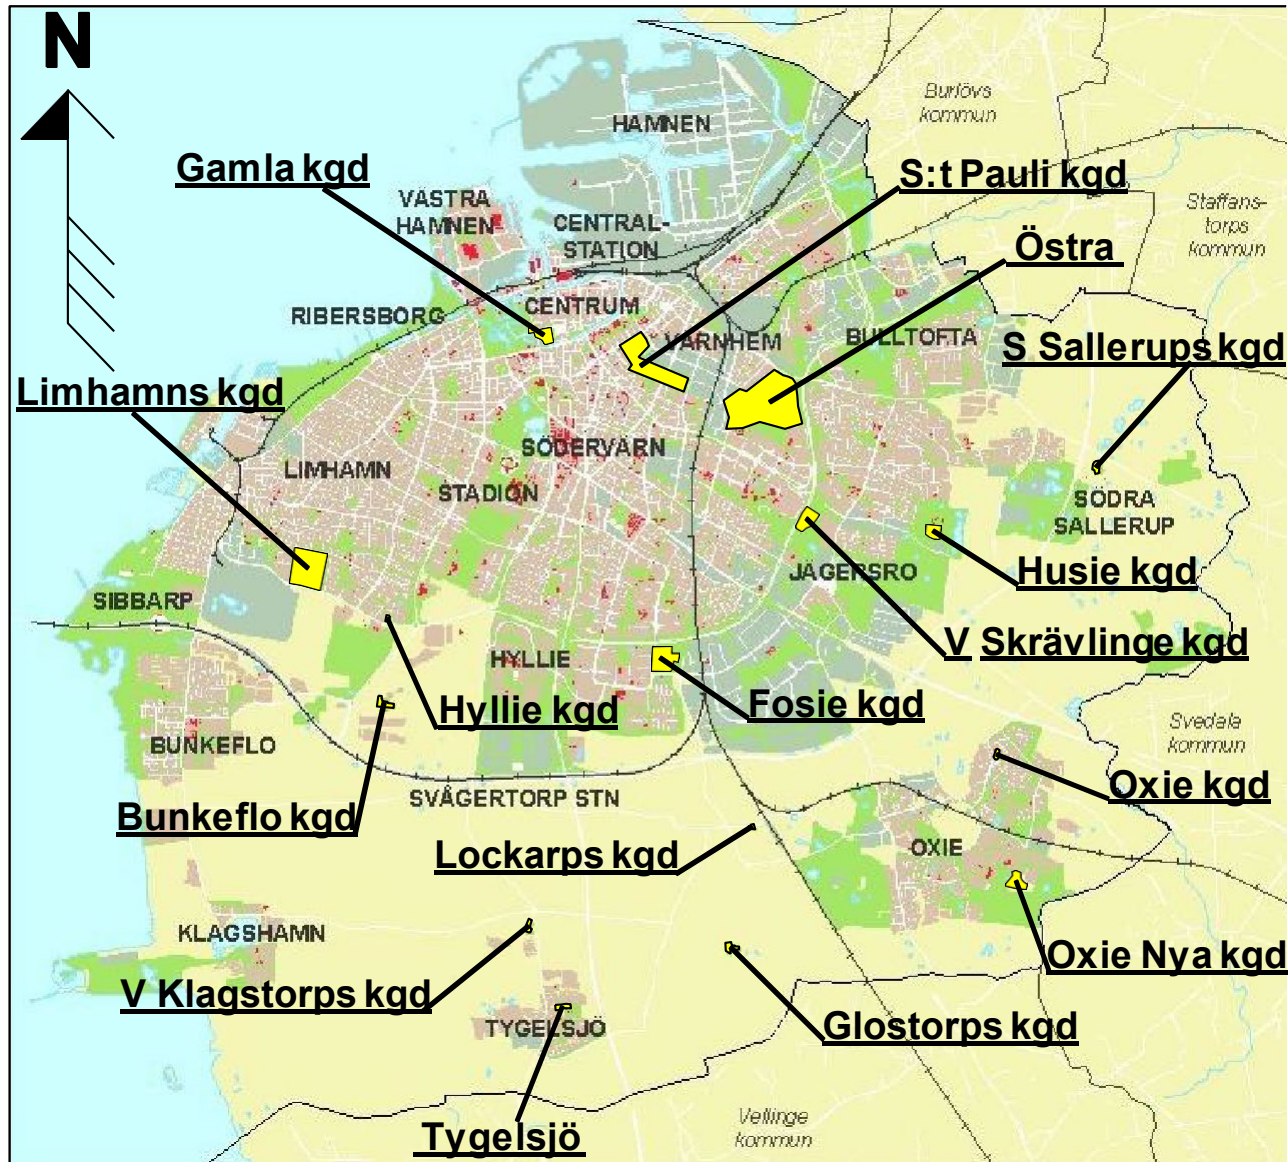 N
Burlövs
kommun
HAMNEN
Gamla kgd
S:t Pauli kgd
VÄSTRA
HAMNEN
CENTRAL-
STATION
Staffans-
torps
kommun
Östra
RIBERSBORG
CENTRUM
VÄRNHEM
BULLTOFTA
S Sallerups kgd
Limhamns kgd
SÖDERVÄRN
LIMHAMN
STADION
SÖDRA
SALLERUP
JÄGERSRO
Husie kgd
SIBBARP
V Skrävlinge kgd
HYLLIE
Hyllie kgd
Fosie kgd
Svedala
kommun
BUNKEFLO
Oxie kgd
SVÅGERTORP STN
Bunkeflo kgd
Lockarps kgd
OXIE
KLAGSHAMN
Oxie Nya kgd
V Klagstorps kgd
TYGELSJÖ
Glostorps kgd
Vellinge
kommun
Tygelsjö